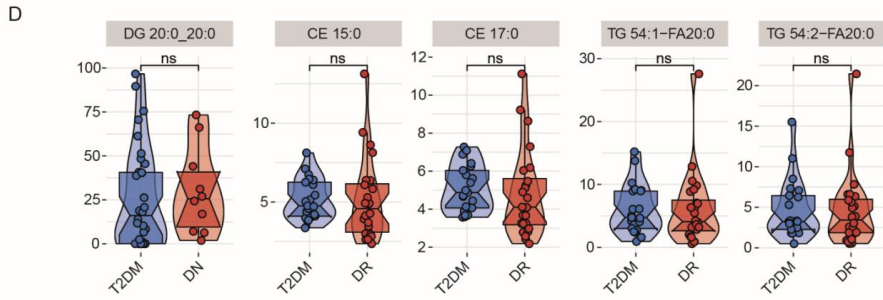 D
DG 20:0_20:0
ns
100
75
50
25
0
T2DM
DN
CE 15:0
ns
10
5
T2DM
DR
CE 17:0
ns
12
10
8
6
4
2
T2DM
DR
TG 54:1−FA20:0
ns
30
20
10
0
T2DM
DR
TG 54:2−FA20:0
ns
20
15
10
5
0
T2DM
DR